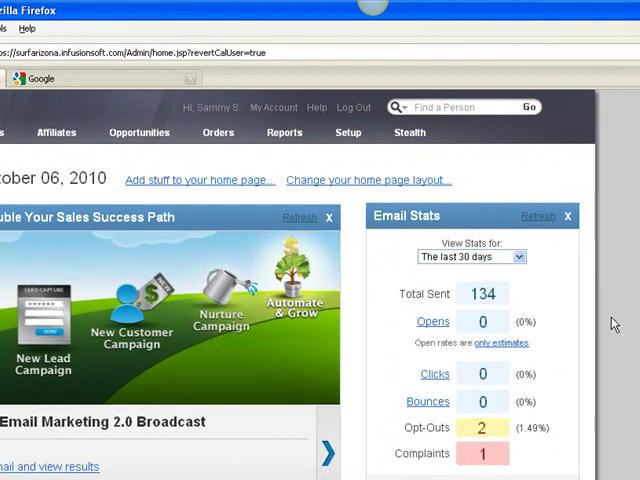 zilla Firefox
ls Help
ps://surfarizona.infusionsoft.com/Admin/home.jsp?revertCalUser=true
Google
Hi, Sammy S. My Account Help Log Out Find a Person Go
s Affiliates Opportunities Orders Reports Setup Stealth
tober 06, 2010 Add stuff to your home page... Change your home page layout...
uble Your Sales Success Path Refresh X
Email Stats Refresh X
View Stats for:
The last 30 days
LEAD CAPTURE
SEND
NEW
New Lead
Campaign
New Customer
Campaign
Nurture
Campaign
Automate
& Grow
Total Sent 134
Opens 0 (0%)
Open rates are only estimates
Clicks 0 (0%)
Bounces 0 (0%)
Opt-Outs 2 (1.49%)
Complaints 1
Email Marketing 2.0 Broadcast
nail and view results